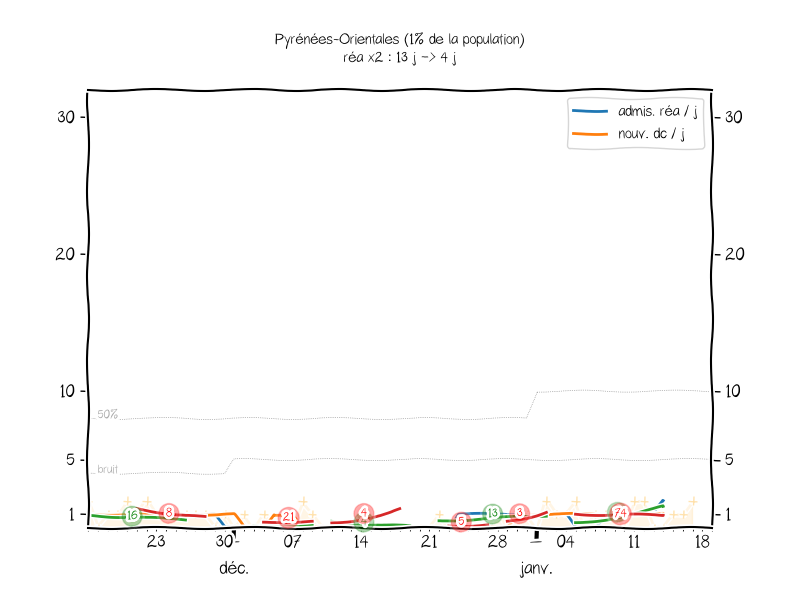 Pyrénées-Orientales (1% de la population)
réa x2 : 13 j -> 4 j
admis. réa / j
nouv. dc / j
30 30
20 20
10 10
50%
5 5
bruit
1 1
16 8 21 4 5 13 3 74
23 30 07 14 21 28 04 11 18
déc. janv.